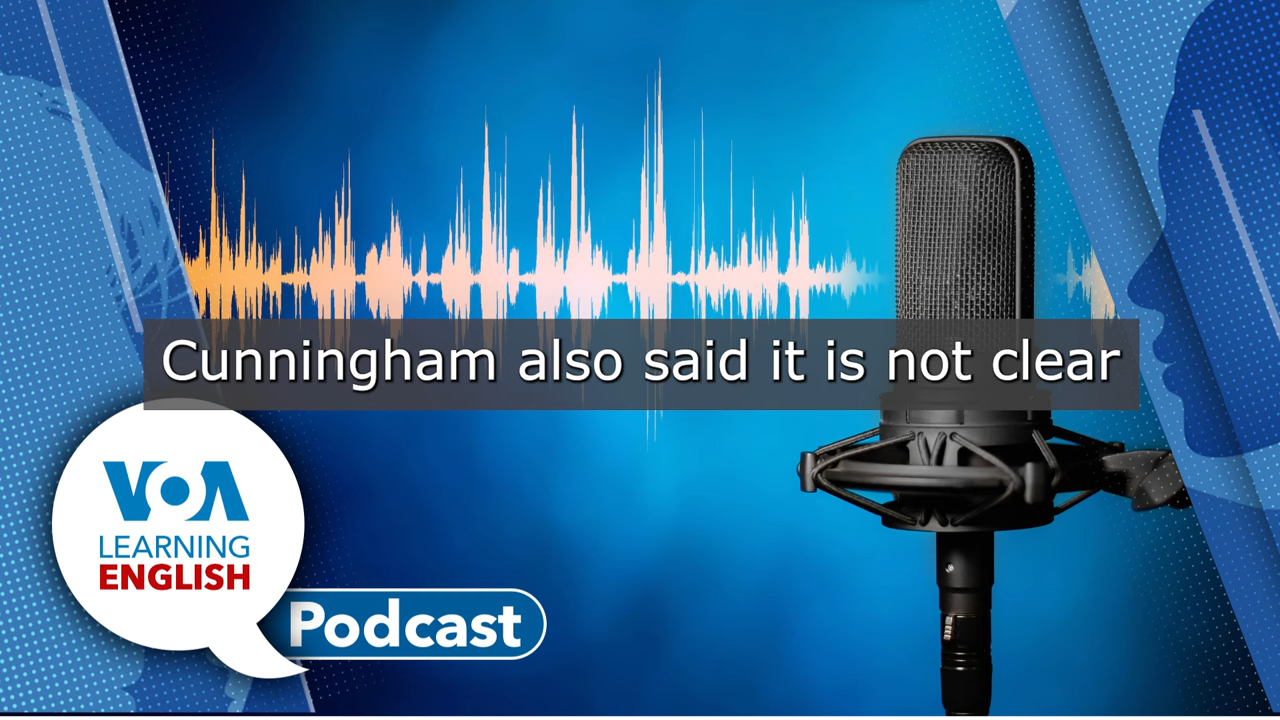 Cunningham also said it is not clear
VOA
LEARNING
ENGLISH
Podcast